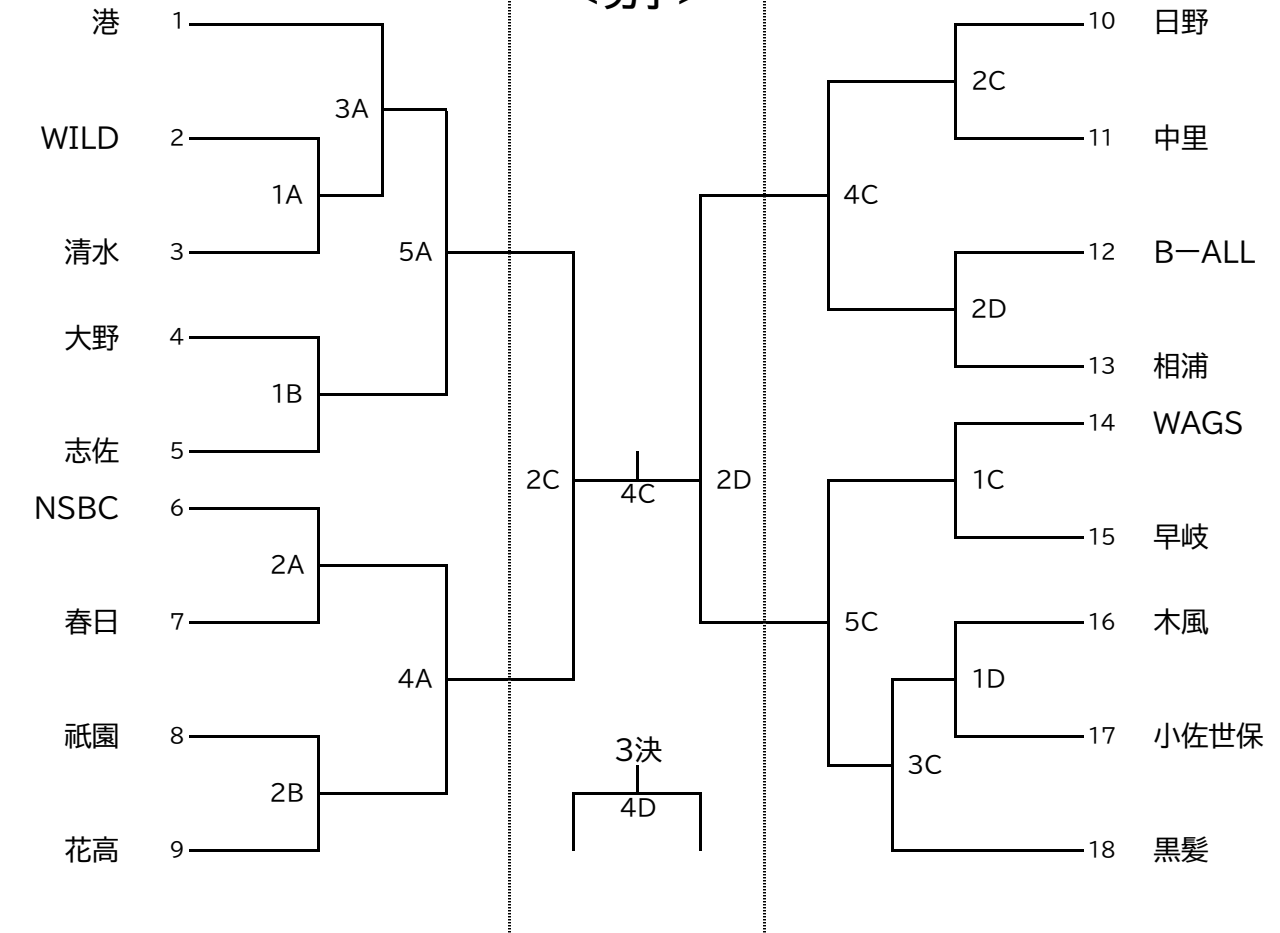 <男子>
港 1
3A
WILD 2
1A
清水 3
5A
大野 4
1B
志佐 5
NSBC 6
2A
春日 7
4A
祇園 8
2B
花高 9
2C
4C
2D
3決
4D
10 日野
2C
11 中里
4C
12 B－ALL
2D
13 相浦
14 WAGS
1C
15 早岐
5C
16 木風
1D
17 小佐世保
3C
18 黒髪